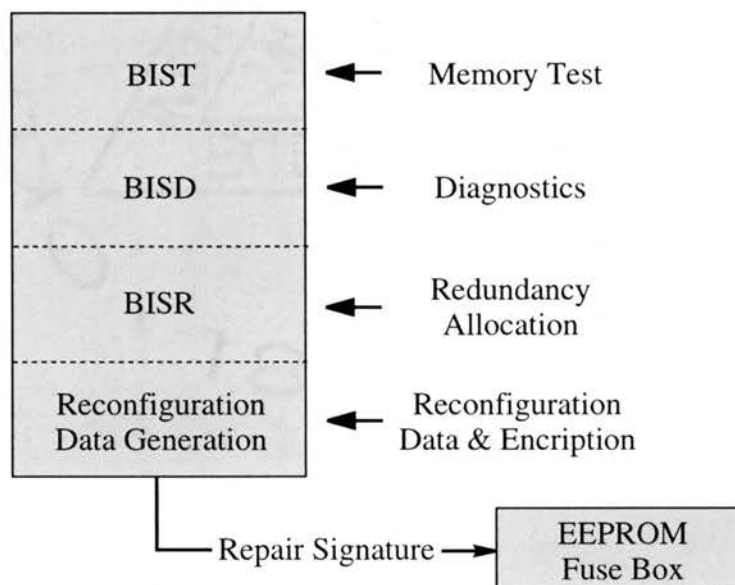 BIST
Memory Test
BISD
Diagnostics
BISR
Redundancy
Allocation
Reconfiguration
Data Generation
Reconfiguration
Data & Encription
Repair Signature
EEPROM
Fuse Box